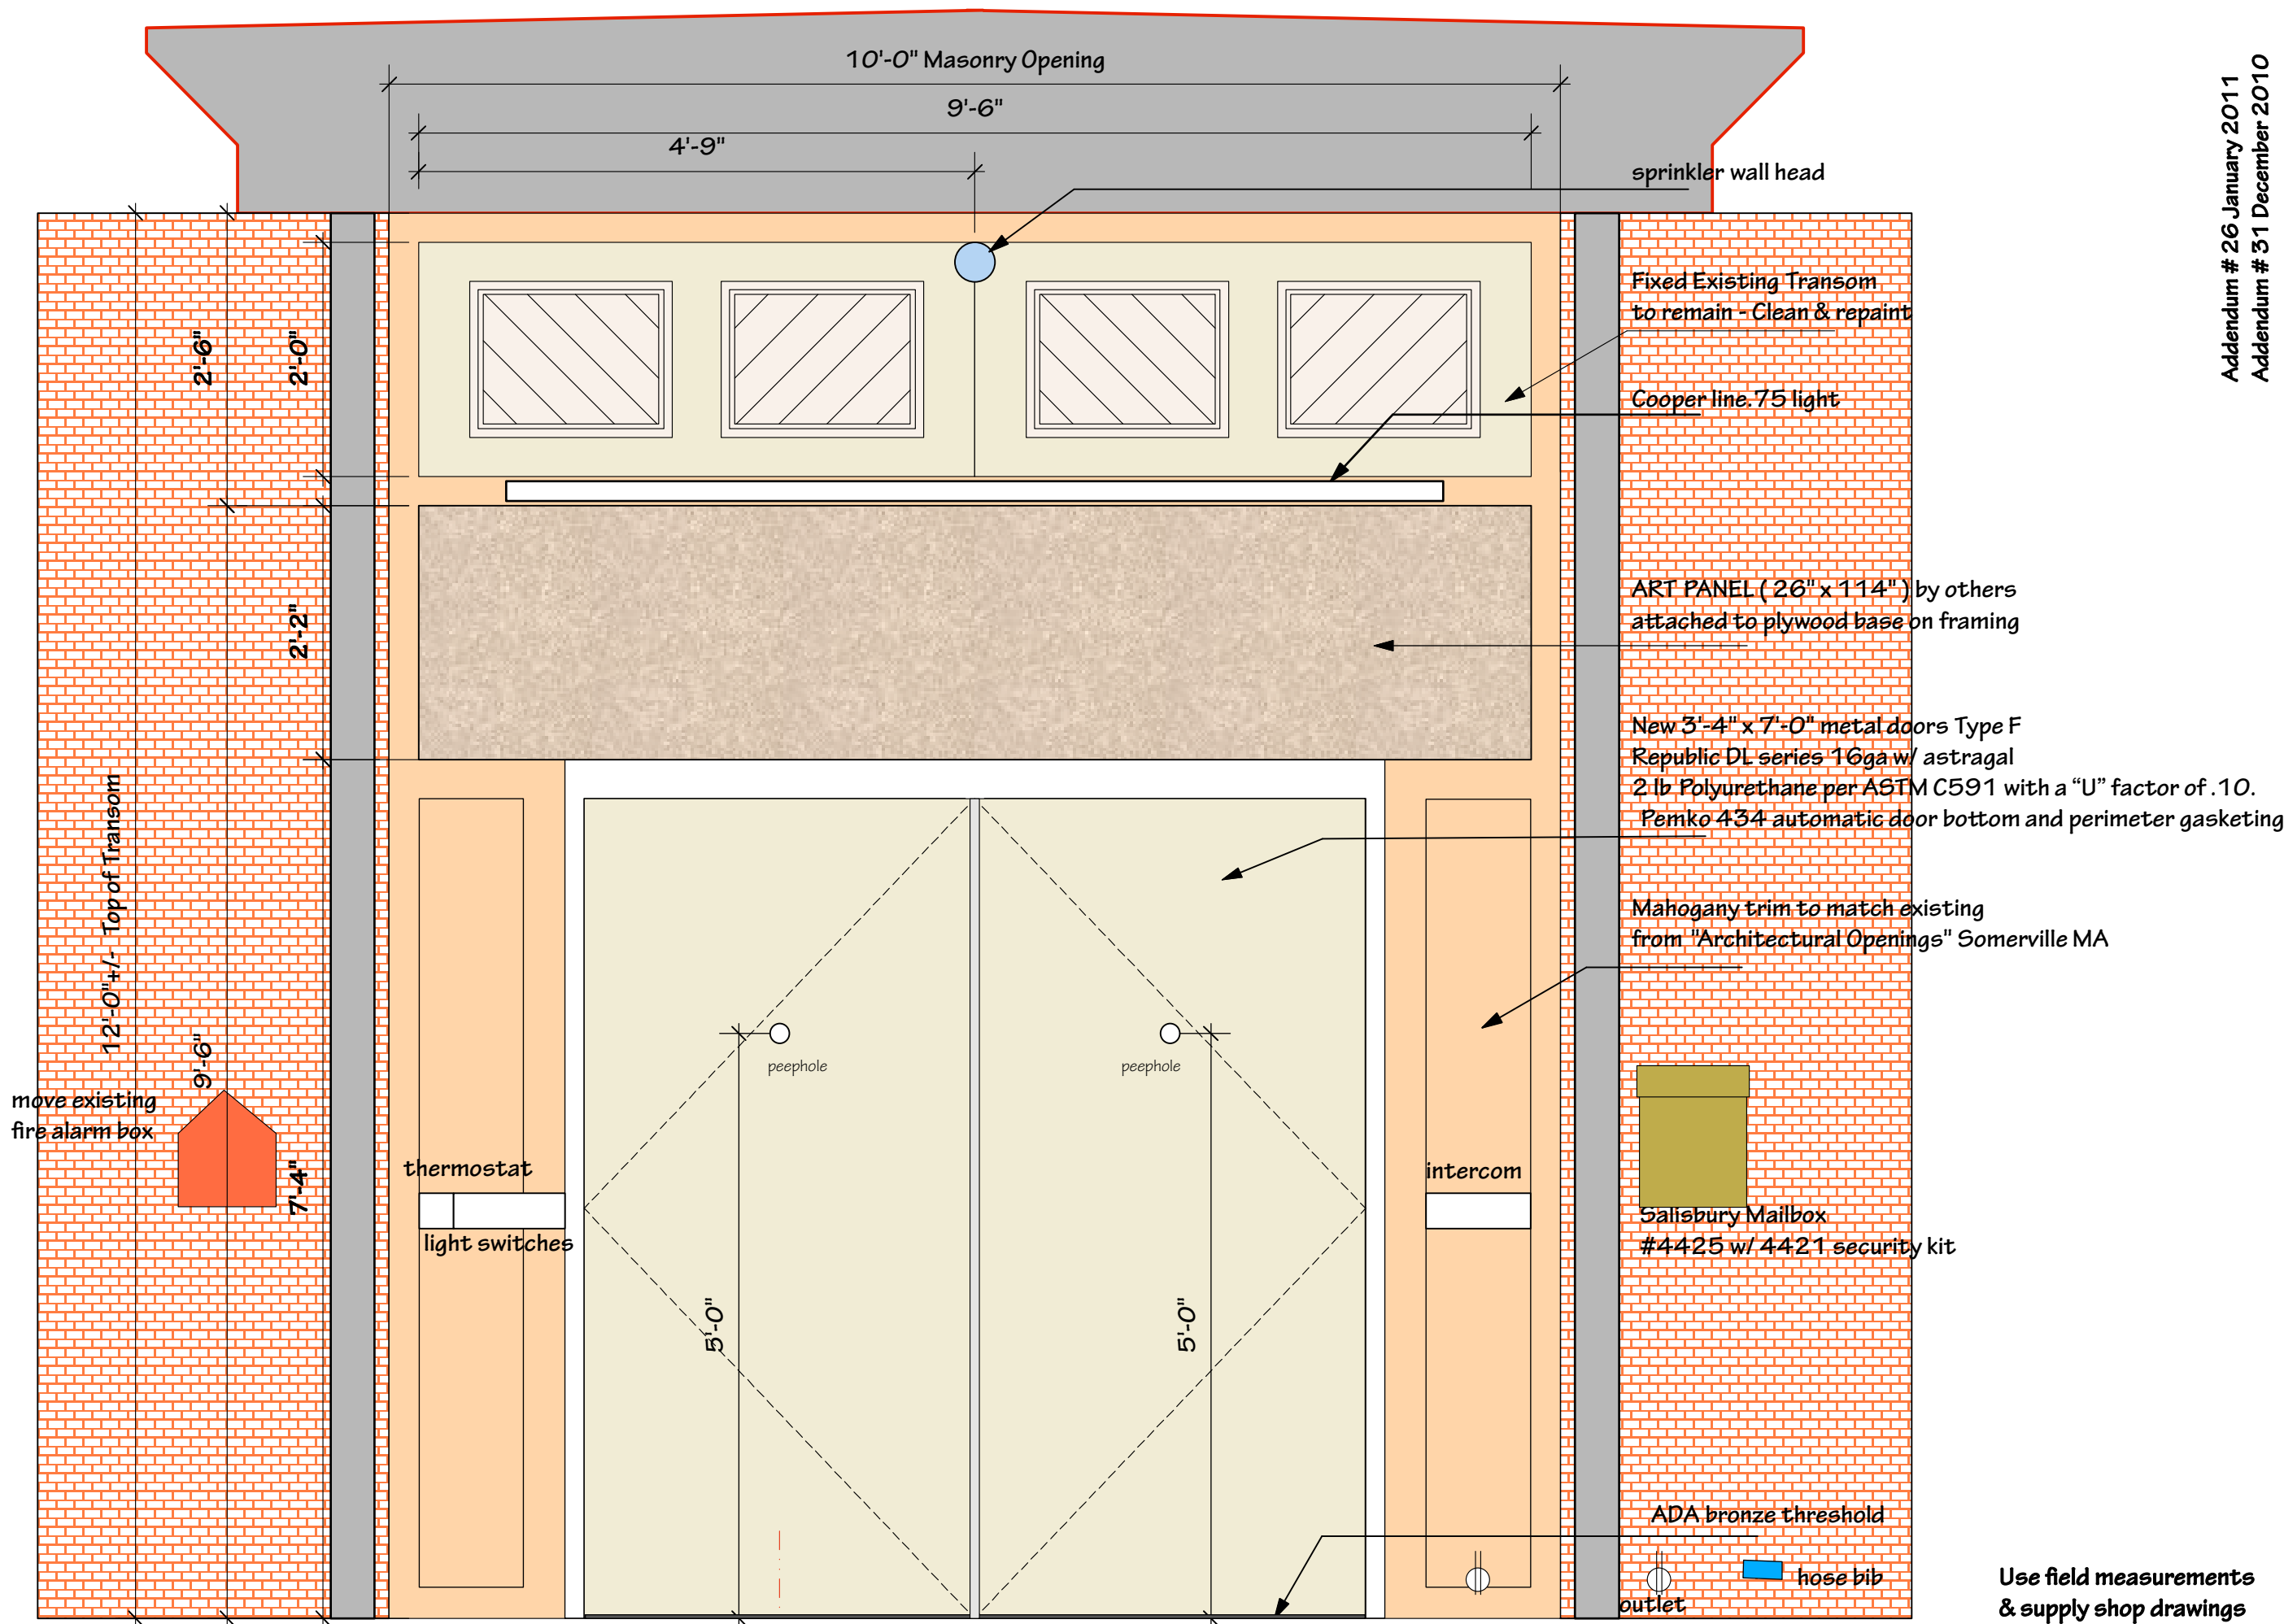 10'-0" Masonry Opening
9'-6"
4'-9"
Addendum # 26 January 2011
Addendum # 31 December 2010
sprinkler wall head
Fixed Existing Transom
to remain - Clean & repaint
2'-6"
2'-0"
Cooper line.75 light
ART PANEL ( 26" x 114" ) by others
attached to plywood base on framing
2'-2"
New 3'-4" x 7'-0" metal doors Type F
Republic DL series 16ga w/ astragal
2 lb Polyurethane per ASTM C591 with a “U” factor of .10.
Pemko 434 automatic door bottom and perimeter gasketing
12'-0"+/- Top of Transom
Mahogany trim to match existing
from "Architectural Openings" Somerville MA
9'-6"
peephole
peephole
move existing
fire alarm box
7'-4"
thermostat
intercom
light switches
Salisbury Mailbox
#4425 w/ 4421 security kit
5'-0"
5'-0"
ADA bronze threshold
hose bib
outlet
Use field measurements
& supply shop drawings